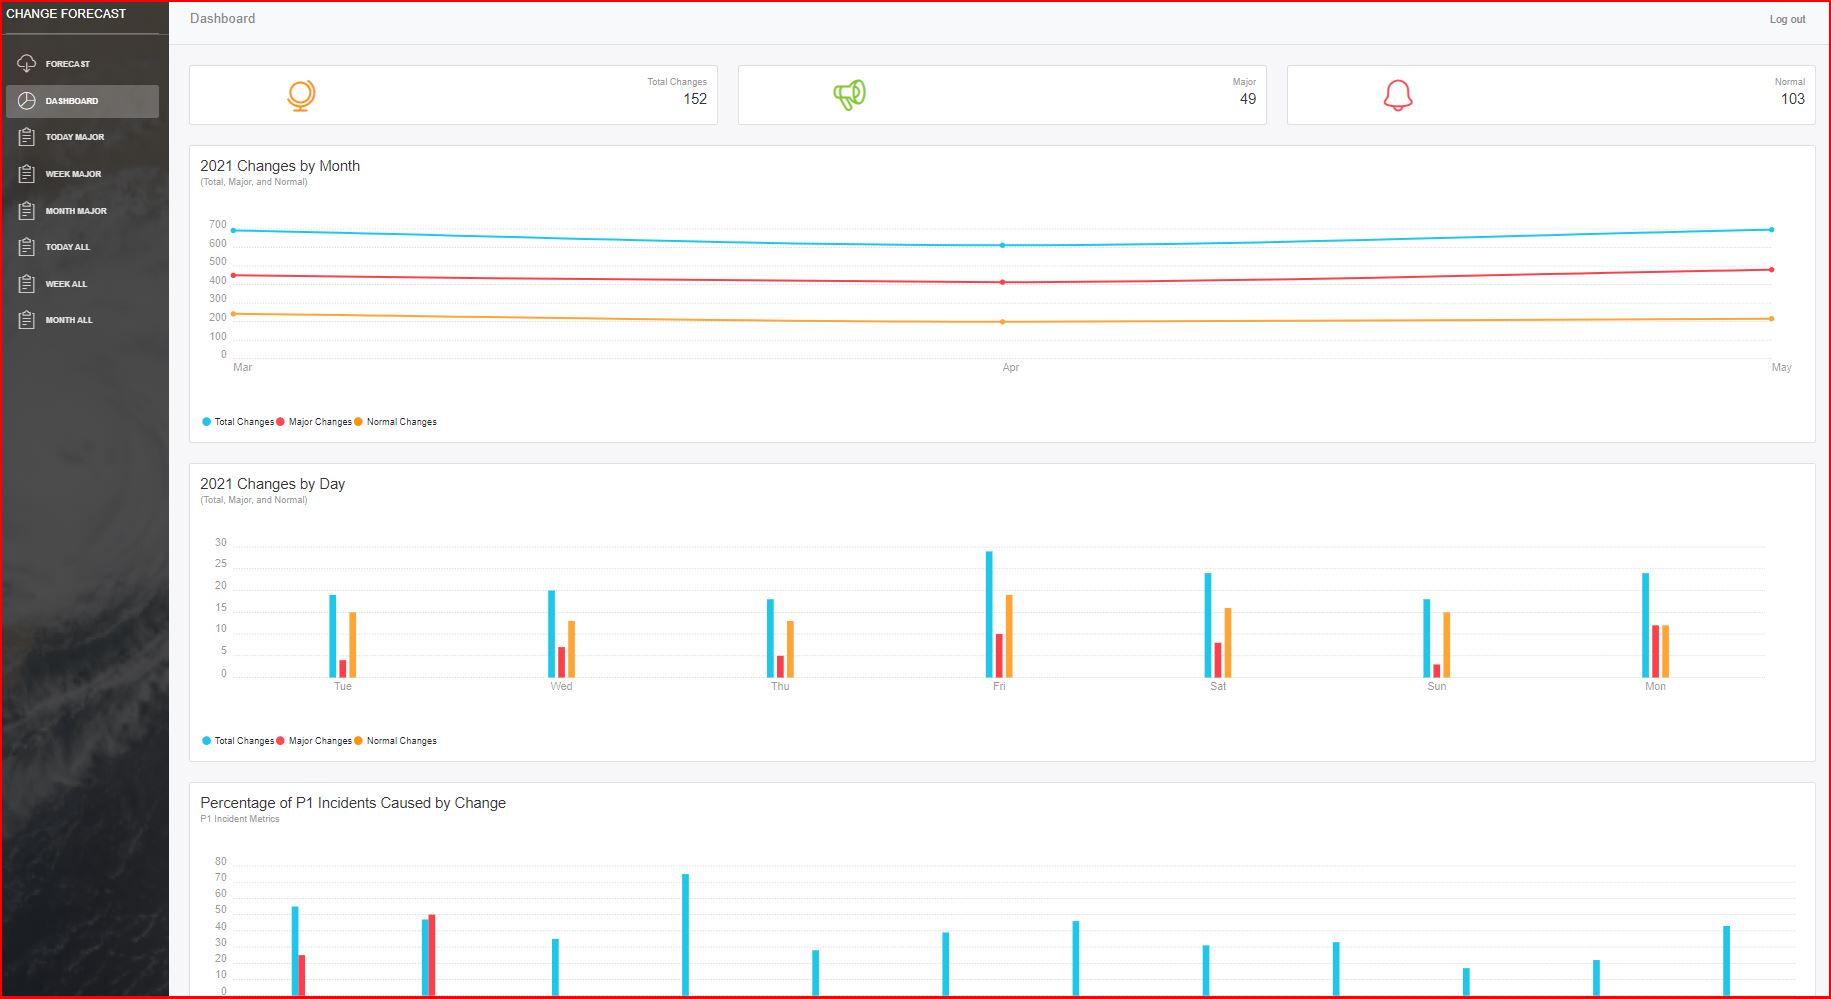 CHANGE FORECAST
FORECAST
DASHBOARD
TODAY MAJOR
WEEK MAJOR
MONTH MAJOR
TODAY ALL
WEEK ALL
MONTH ALL
Dashboard
Log out
Total Changes
152
Major
49
Normal
103
2021 Changes by Month
(Total, Major, and Normal)
700
600
500
400
300
200
100
0
Mar Apr May
Total Changes Major Changes Normal Changes
2021 Changes by Day
(Total, Major, and Normal)
30
25
20
15
10
5
0
Tue Wed Thu Fri Sat Sun Mon
Total Changes Major Changes Normal Changes
Percentage of P1 Incidents Caused by Change
P1 Incident Metrics
80
70
60
50
40
30
20
10
0